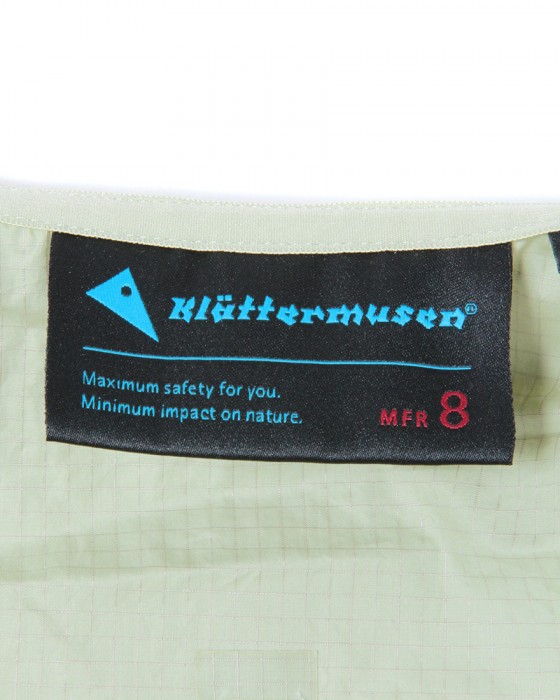 Klättermusen®
Maximum safety for you.
Minimum impact on nature.
MFR 8